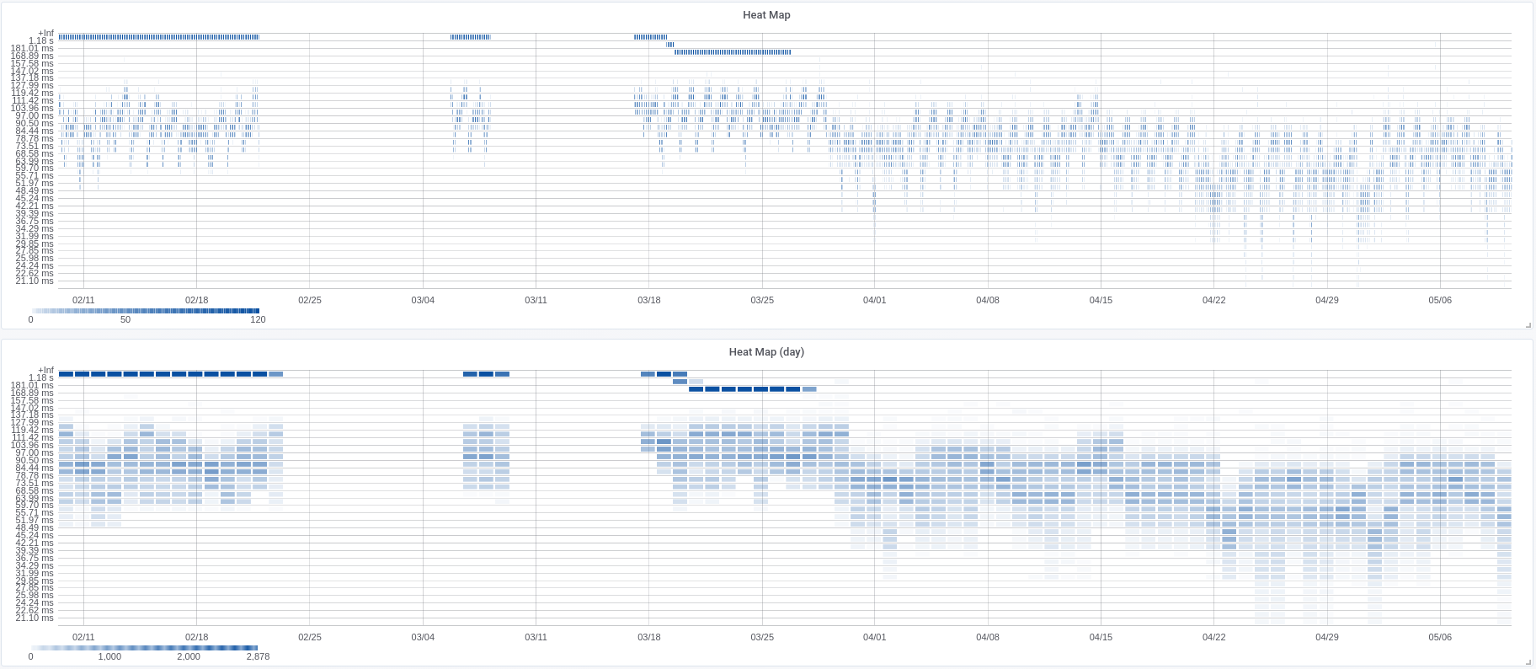 Heat Map
+Inf
1.18 s
181.01 ms
168.89 ms
157.58 ms
147.02 ms
137.18 ms
127.99 ms
119.42 ms
111.42 ms
103.96 ms
97.00 ms
90.50 ms
84.44 ms
78.78 ms
73.51 ms
68.58 ms
63.99 ms
59.70 ms
55.71 ms
51.97 ms
48.49 ms
45.24 ms
42.21 ms
39.39 ms
36.75 ms
34.29 ms
31.99 ms
29.85 ms
27.85 ms
25.98 ms
24.24 ms
22.62 ms
21.10 ms
02/11 02/18 02/25 03/04 03/11 03/18 03/25 04/01 04/08 04/15 04/22 04/29 05/06
0 50 120
Heat Map (day)
+Inf
1.18 s
181.01 ms
168.89 ms
157.58 ms
147.02 ms
137.18 ms
127.99 ms
119.42 ms
111.42 ms
103.96 ms
97.00 ms
90.50 ms
84.44 ms
78.78 ms
73.51 ms
68.58 ms
63.99 ms
59.70 ms
55.71 ms
51.97 ms
48.49 ms
45.24 ms
42.21 ms
39.39 ms
36.75 ms
34.29 ms
31.99 ms
29.85 ms
27.85 ms
25.98 ms
24.24 ms
22.62 ms
21.10 ms
02/11 02/18 02/25 03/04 03/11 03/18 03/25 04/01 04/08 04/15 04/22 04/29 05/06
0 1,000 2,000 2,878